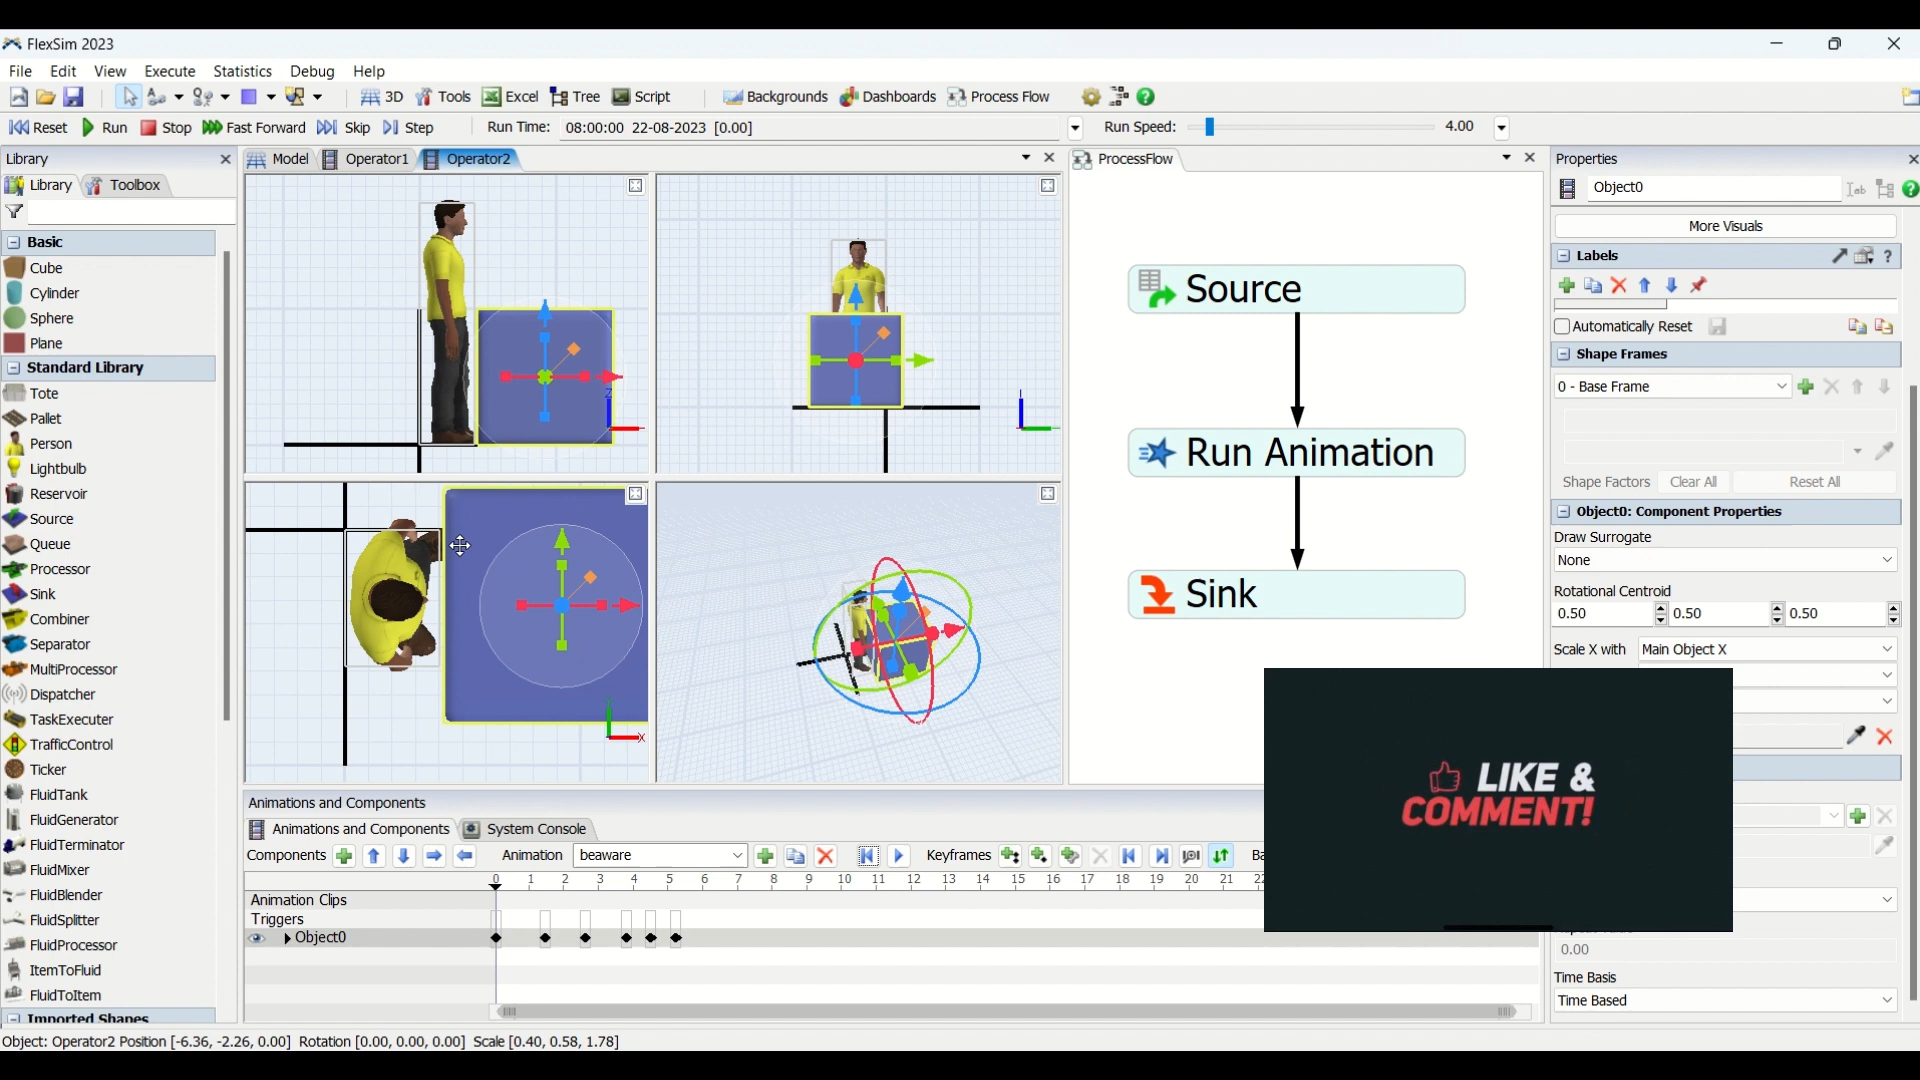 FlexSim 2023
File Edit View Execute Statistics Debug Help
3D Tools Excel Tree Script Backgrounds Dashboards Process Flow
Reset Run Stop Fast Forward Skip Step Run Time: 08:00:00 22-08-2023 [0.00] Run Speed: 4.00
Library
Library Toolbox
Basic
Cube
Cylinder
Sphere
Plane
Standard Library
Tote
Pallet
Person
Lightbulb
Reservoir
Source
Queue
Processor
Sink
Combiner
Separator
MultiProcessor
Dispatcher
TaskExecuter
TrafficControl
Ticker
FluidTank
FluidGenerator
FluidTerminator
FluidMixer
FluidBlender
FluidSplitter
FluidProcessor
ItemToFluid
FluidToItem
Imported Shapes
Model Operator1 Operator2
Z
X
ProcessFlow
Source
Run Animation
Sink
Properties
Object0
More Visuals
Labels
Automatically Reset
Shape Frames
0 - Base Frame
Shape Factors Clear All Reset All
Object0: Component Properties
Draw Surrogate
None
Rotational Centroid
0.50 0.50 0.50
Scale X with Main Object X
0.00
Time Basis
Time Based
LIKE &
COMMENT!
Animations and Components
Animations and Components System Console
Components Animation beaware Keyframes Ba
0 1 2 3 4 5 6 7 8 9 10 11 12 13 14 15 16 17 18 19 20 21 22
Animation Clips
Triggers
Object0
Object: Operator2 Position [-6.36, -2.26, 0.00] Rotation [0.00, 0.00, 0.00] Scale [0.40, 0.58, 1.78]